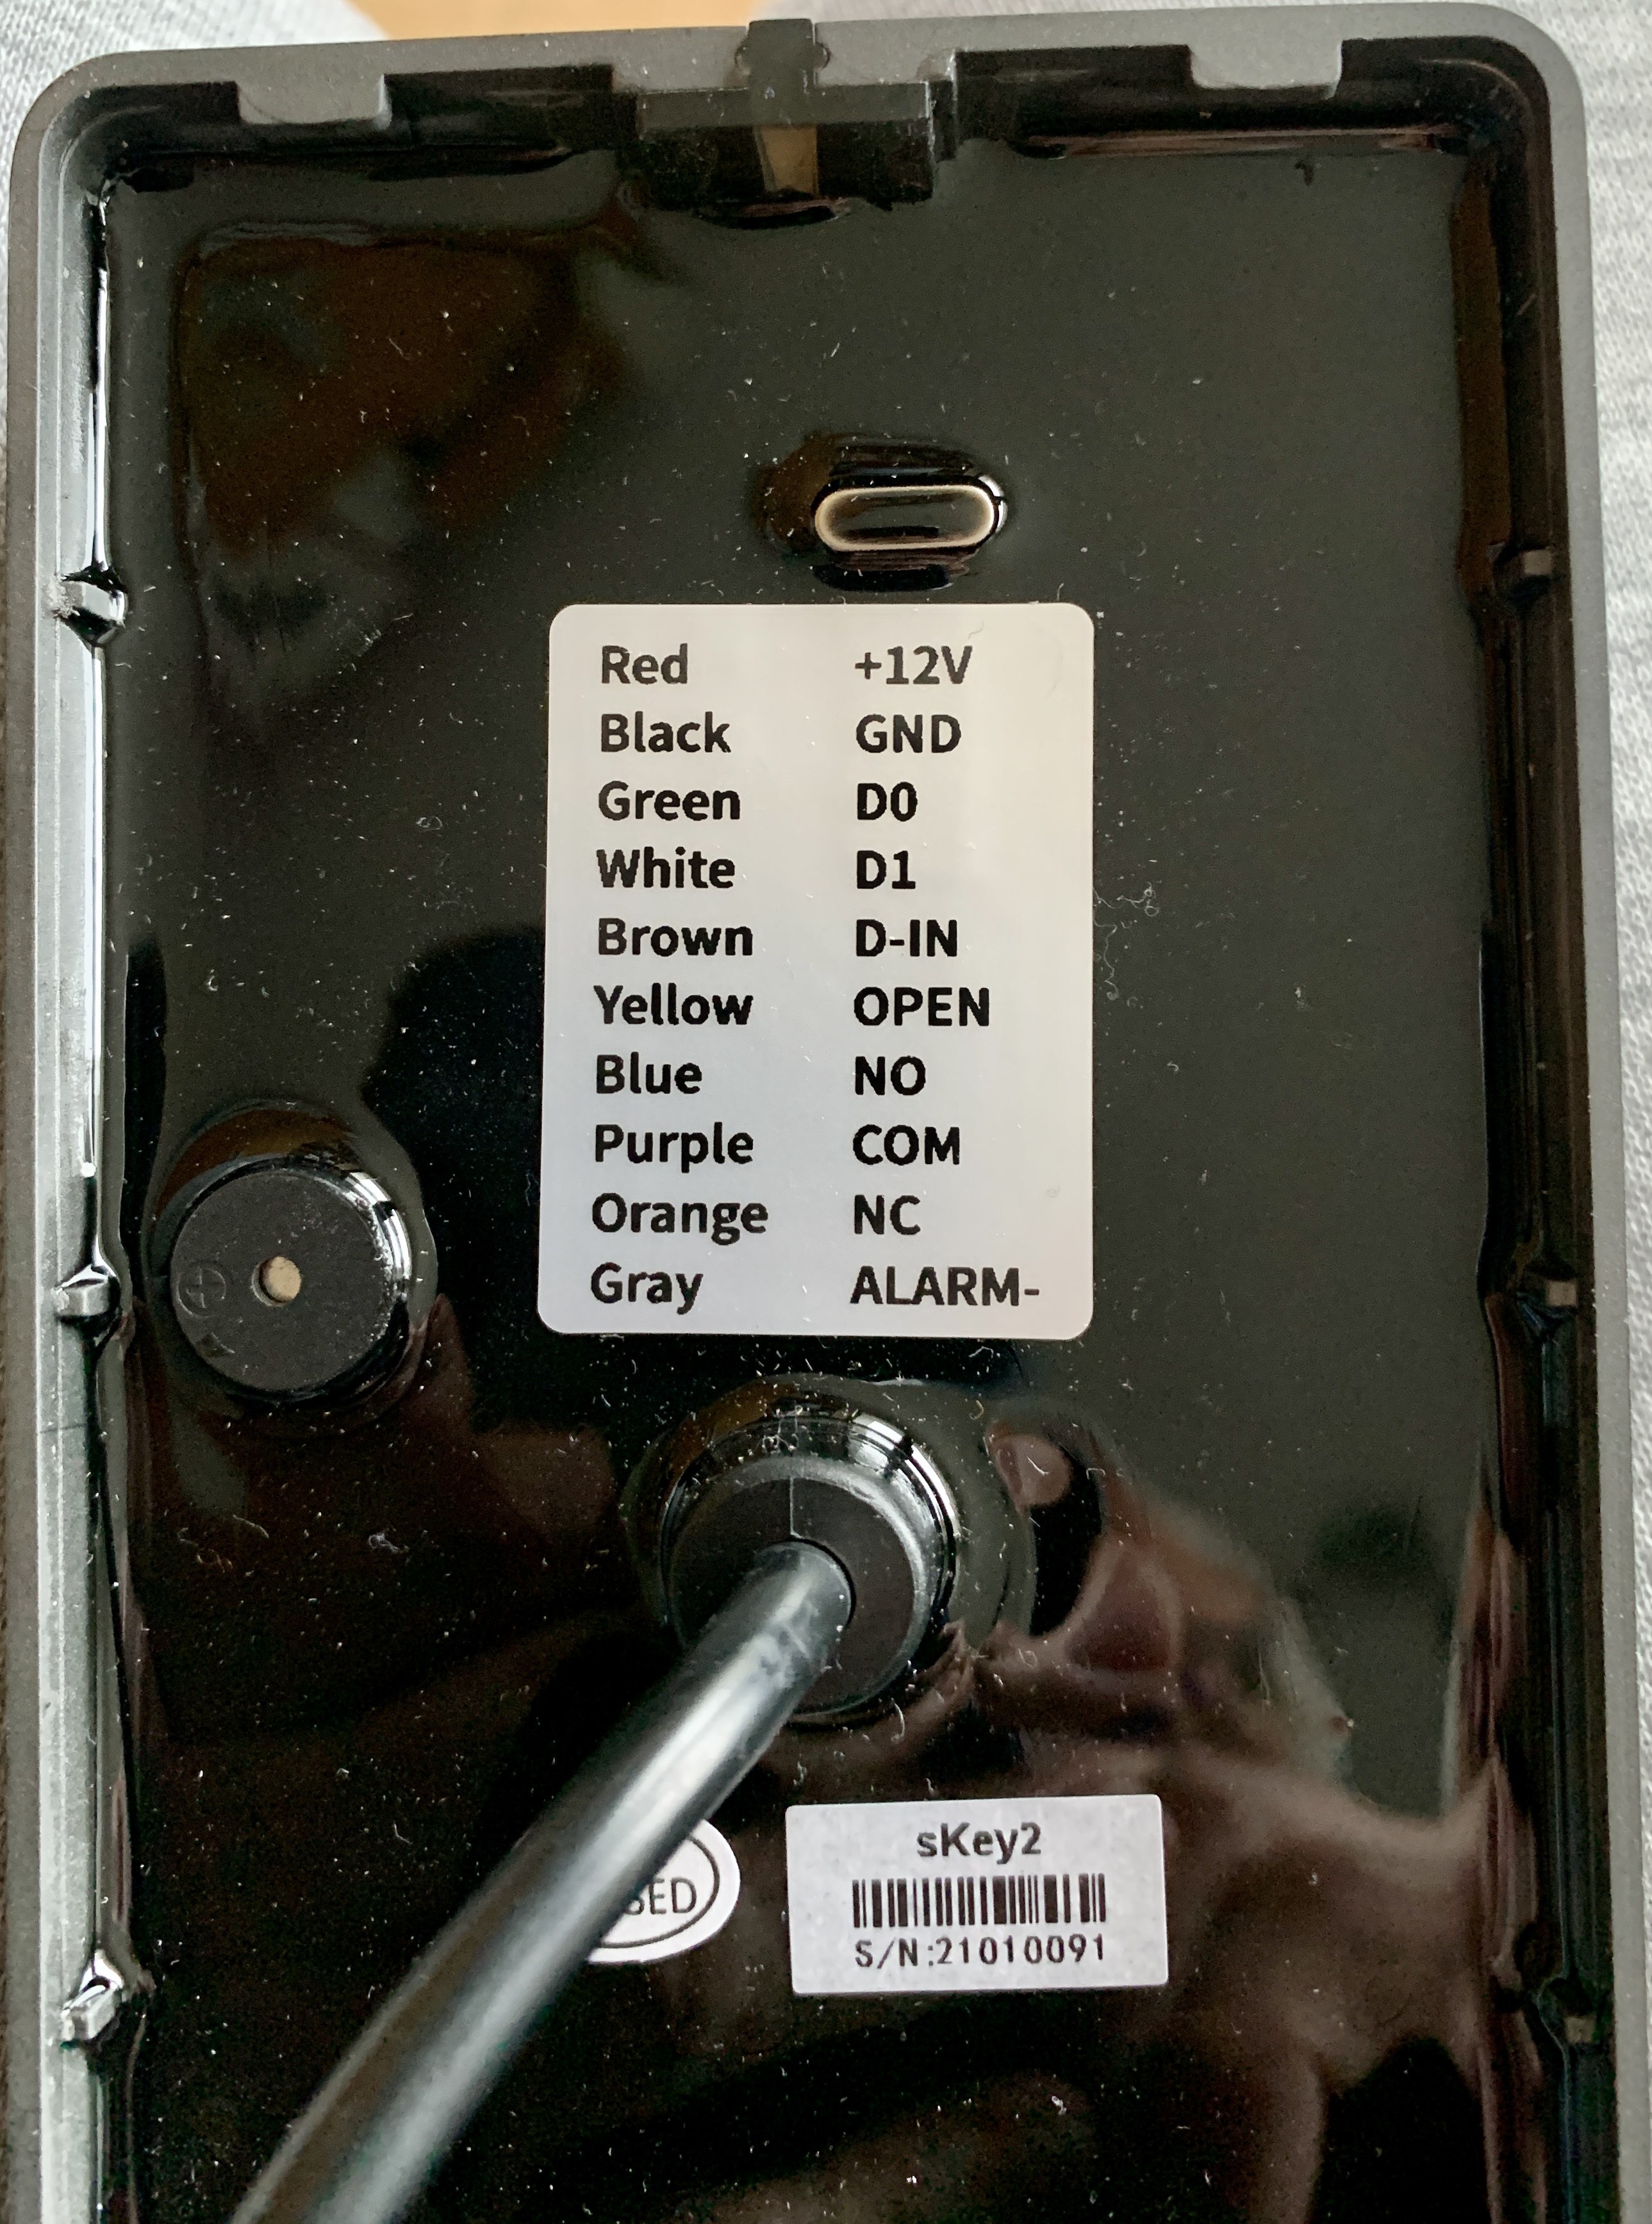 Red +12V
Black GND
Green D0
White D1
Brown D-IN
Yellow OPEN
Blue NO
Purple COM
Orange NC
Gray ALARM-
sKey2
S/N:21010091